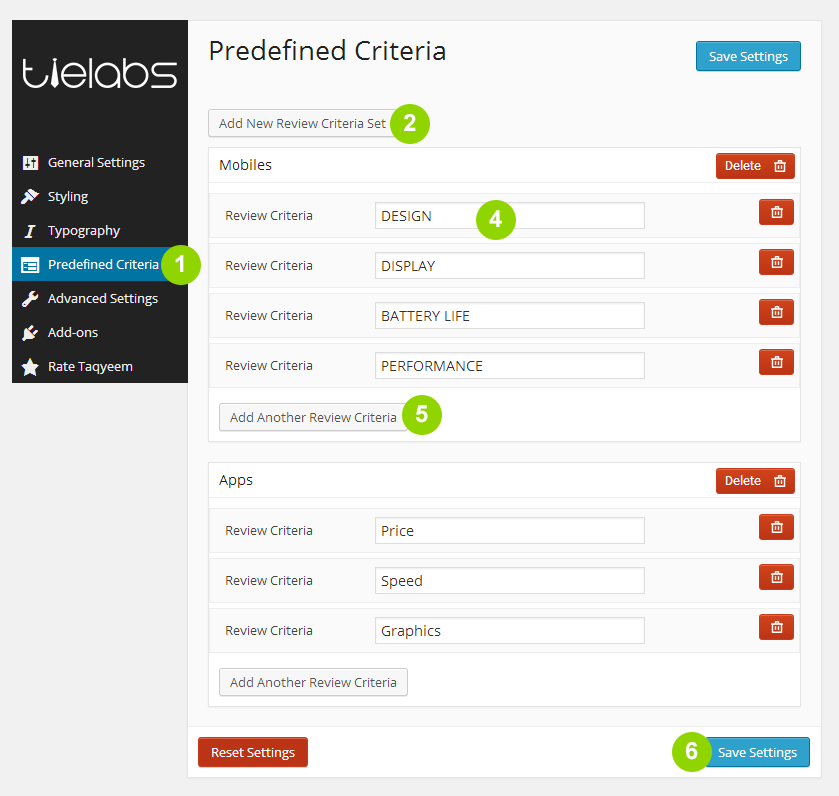 tielabs
General Settings
Styling
Typography
Predefined Criteria 1
Advanced Settings
Add-ons
Rate Taqyeem
Predefined Criteria
Save Settings
Add New Review Criteria Set 2
Mobiles
Delete
Review Criteria DESIGN 4
Review Criteria DISPLAY
Review Criteria BATTERY LIFE
Review Criteria PERFORMANCE
Add Another Review Criteria 5
Apps
Delete
Review Criteria Price
Review Criteria Speed
Review Criteria Graphics
Add Another Review Criteria
Reset Settings
6 Save Settings